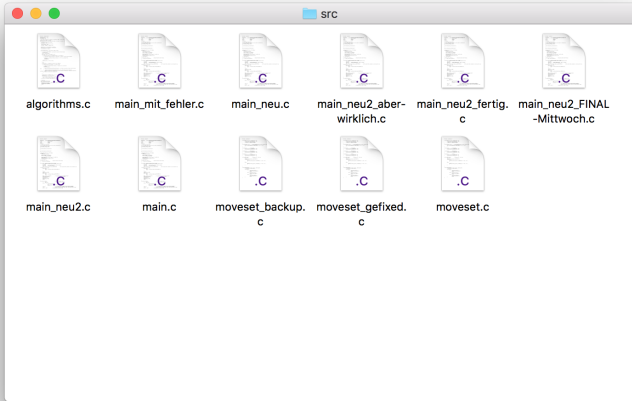 src
.C
.C
.C
.C
.C
.C
algorithms.c
main_mit_fehler.c
main_neu.c
main_neu2_aber-
wirklich.c
main_neu2_fertig.
c
main_neu2_FINAL
-Mittwoch.c
.C
.C
.C
.C
.C
main_neu2.c
main.c
moveset_backup.
c
moveset_gefixed.
c
moveset.c